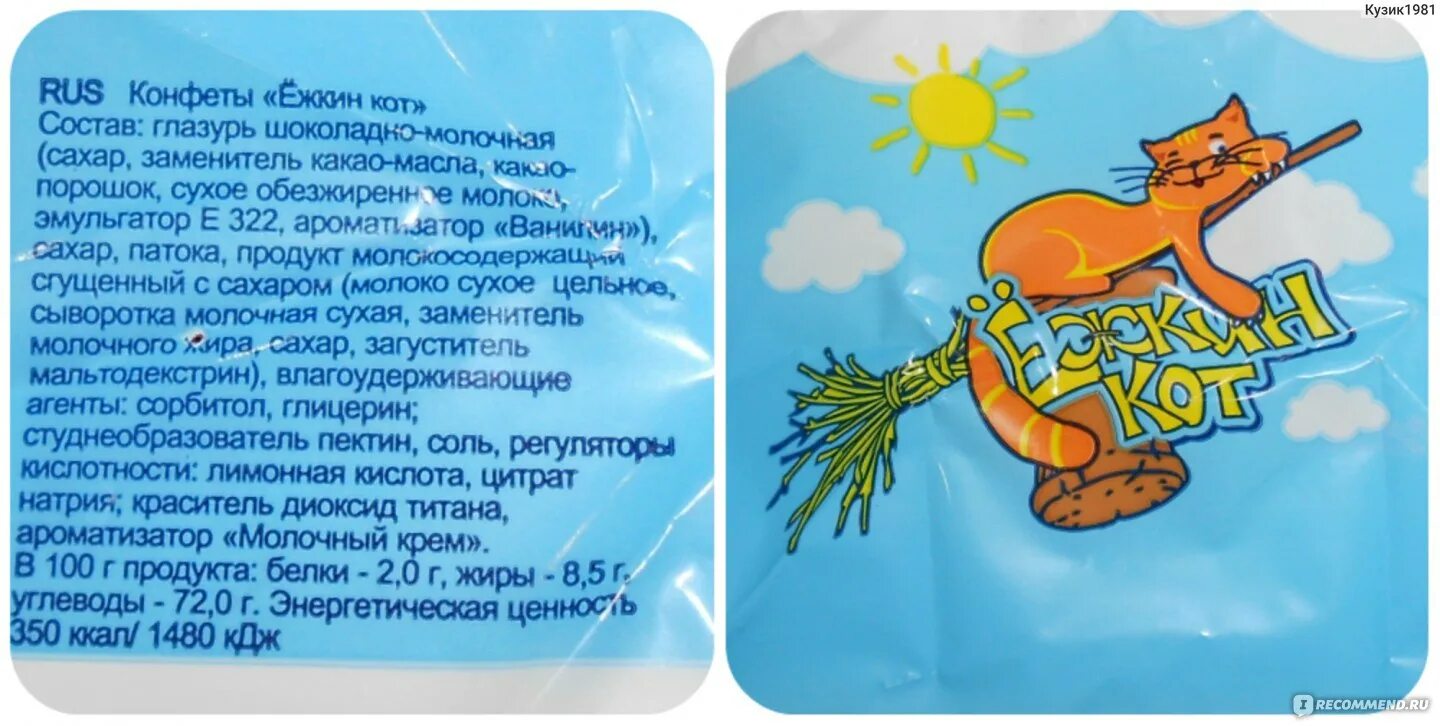 RUS Конфеты «Ёжкин кот»
Состав: глазурь шоколадно-молочная
(сахар, заменитель какао-масла, какао-
порошок, сухое обезжиренное молоко,
эмульгатор Е 322, ароматизатор «Ванилин»),
сахар, патока, продукт молокосодержащий
сгущенный с сахаром (молоко сухое цельное,
сыворотка молочная сухая, заменитель
молочного жира, сахар, загуститель
мальтодекстрин), влагоудерживающие
агенты: сорбитол, глицерин;
студнеобразователь пектин, соль, регуляторы
кислотности: лимонная кислота, цитрат
натрия; краситель диоксид титана,
ароматизатор «Молочный крем».
В 100 г продукта: белки - 2,0 г, жиры - 8,5 г,
углеводы - 72,0 г. Энергетическая ценность
350 ккал/ 1480 кДж
Кузик1981
Ёжкин
кот
IRECOMMEND.RU